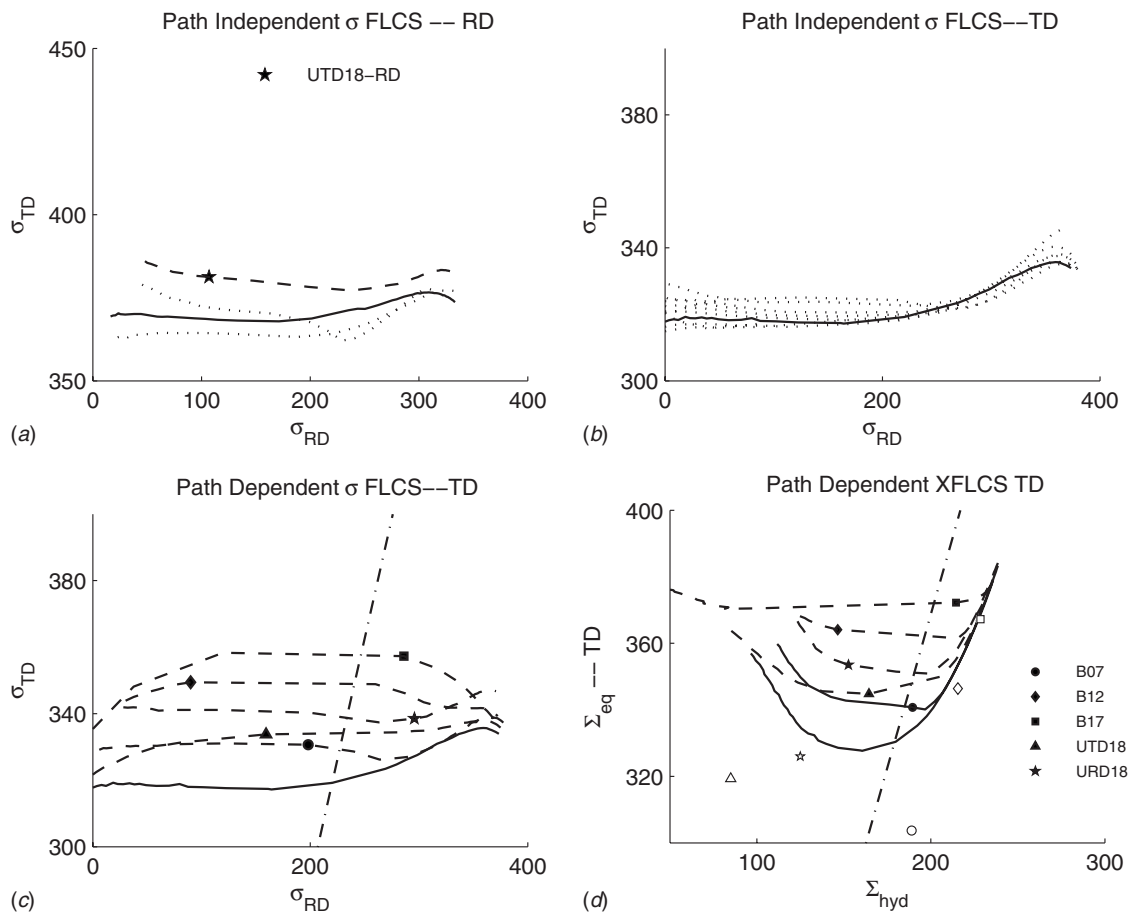 Path Independent σ FLCS −− RD
450
400
350
σTD
★ UTD18−RD
0 100 200 300 400
σRD
(a)
Path Independent σ FLCS−−TD
380
340
300
σTD
0 200 400
σRD
(b)
Path Dependent σ FLCS−−TD
380
340
300
σTD
0 200 400
σRD
(c)
Path Dependent XFLCS TD
400
360
320
Σeq −− TD
B07
B12
B17
UTD18
URD18
100 200 300
Σhyd
(d)